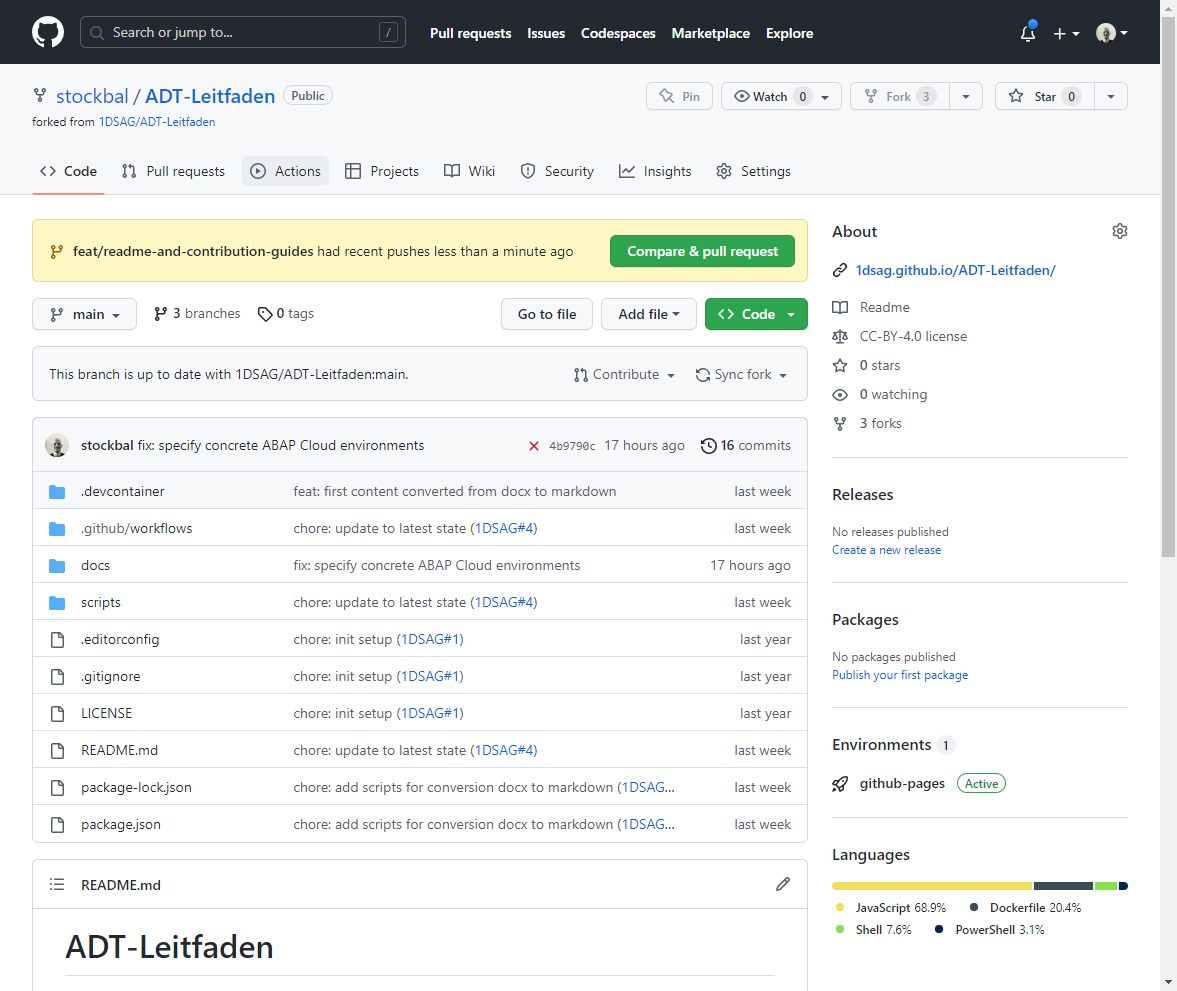 Search or jump to... /
Pull requests Issues Codespaces Marketplace Explore
stockbal / ADT-Leitfaden Public
Pin Watch 0 Fork 3 Star 0
forked from 1DSAG/ADT-Leitfaden
Code Pull requests Actions Projects Wiki Security Insights Settings
feat/readme-and-contribution-guides had recent pushes less than a minute ago
Compare & pull request
main 3 branches 0 tags
Go to file Add file Code
This branch is up to date with 1DSAG/ADT-Leitfaden:main.
Contribute Sync fork
stockbal fix: specify concrete ABAP Cloud environments 4b9790c 17 hours ago 16 commits
.devcontainer feat: first content converted from docx to markdown last week
.github/workflows chore: update to latest state (1DSAG#4) last week
docs fix: specify concrete ABAP Cloud environments 17 hours ago
scripts chore: update to latest state (1DSAG#4) last week
.editorconfig chore: init setup (1DSAG#1) last year
.gitignore chore: init setup (1DSAG#1) last year
LICENSE chore: init setup (1DSAG#1) last year
README.md chore: update to latest state (1DSAG#4) last week
package-lock.json chore: add scripts for conversion docx to markdown (1DSAG... last week
package.json chore: add scripts for conversion docx to markdown (1DSAG... last week
README.md
ADT-Leitfaden
About
1dsag.github.io/ADT-Leitfaden/
Readme
CC-BY-4.0 license
0 stars
0 watching
3 forks
Releases
No releases published
Create a new release
Packages
No packages published
Publish your first package
Environments 1
github-pages Active
Languages
JavaScript 68.9% Dockerfile 20.4%
Shell 7.6% PowerShell 3.1%